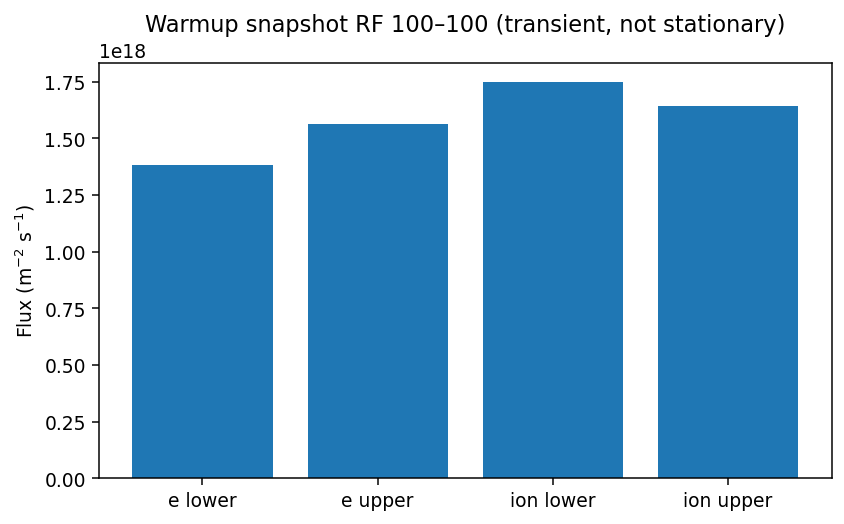 Warmup snapshot RF 100–100 (transient, not stationary)
1e18
1.75
1.50
1.25
1.00
0.75
0.50
0.25
0.00
Flux (m⁻² s⁻¹)
e lower e upper ion lower ion upper